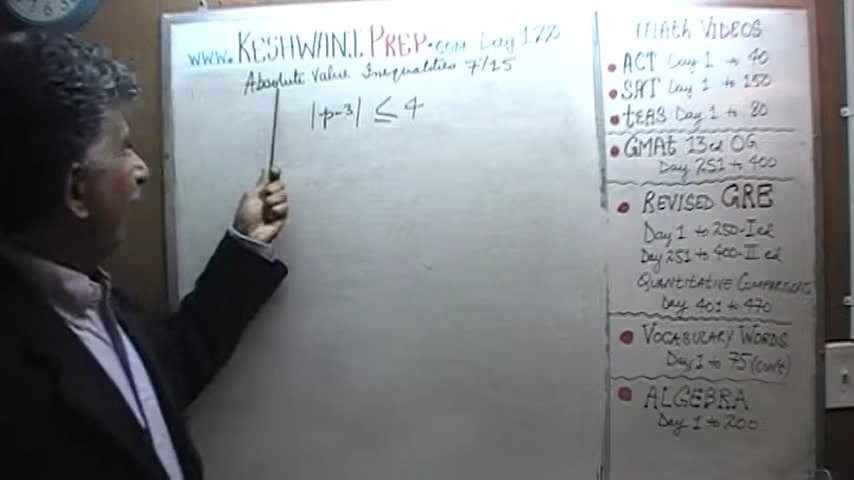 www.KESHWANI PREP.com Day 122
Absolute Value Inequalities 7/15
|p-3| ≤ 4
Math Videos
ACT Day 1 to 40
SAT Day 1 to 150
tEAS Day 1 to 80
GMAt 13ed OG
Day 251 to 400
REVISED GRE
Day 1 to 250-I ed
Day 251 to 400-II ed
QUANTITATIVE COMPARISONS
Day 401 to 470
VOCABULARY WORDS
Day 1 to 75 (con't)
ALGEBRA
Day 1 to 200